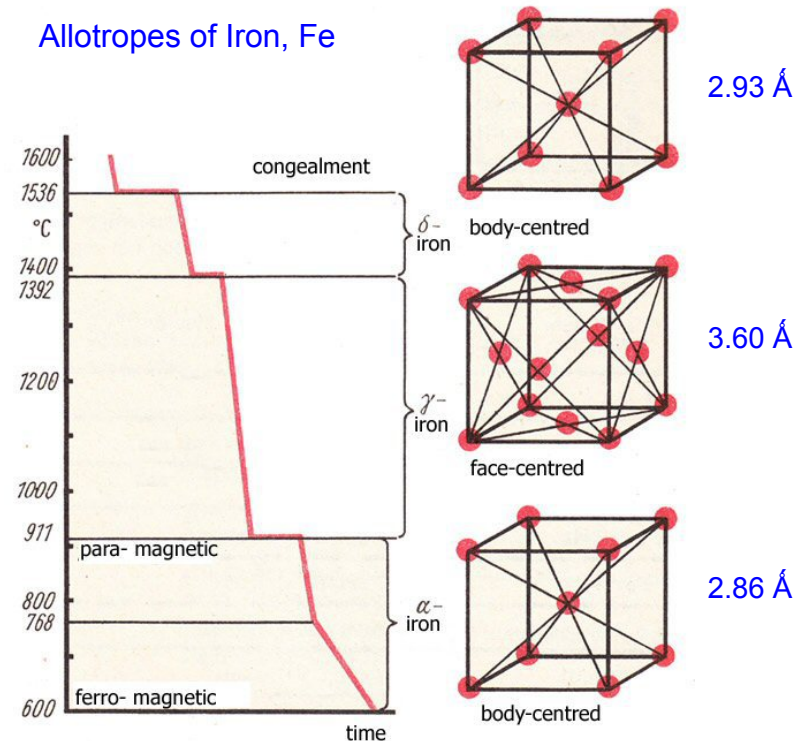 Allotropes of Iron, Fe
1600
1536
°C
1400
1392
1200
1000
911
800
768
600
congealment
para- magnetic
ferro- magnetic
time
δ-
iron
γ-
iron
α-
iron
body-centred
2.93 Ǻ
face-centred
3.60 Ǻ
body-centred
2.86 Ǻ